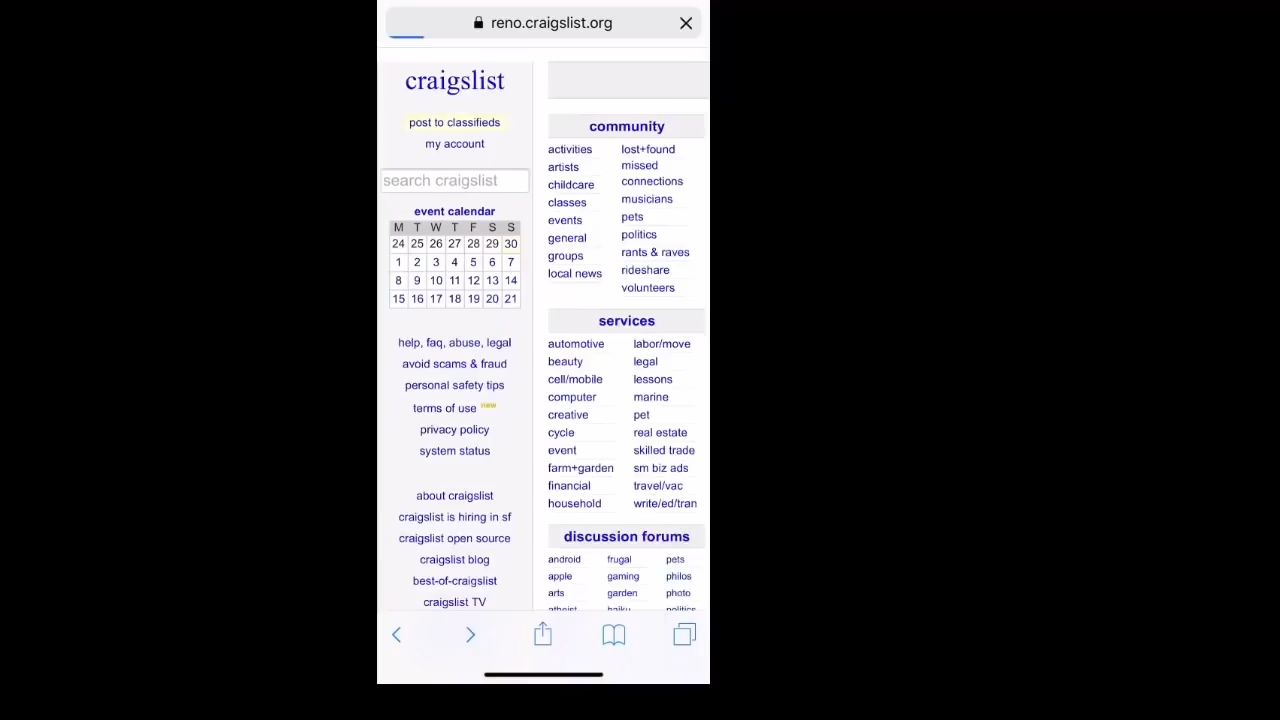 reno.craigslist.org
craigslist
post to classifieds
my account
search craigslist
event calendar
M T W T F S S
24 25 26 27 28 29 30
1 2 3 4 5 6 7
8 9 10 11 12 13 14
15 16 17 18 19 20 21
help, faq, abuse, legal
avoid scams & fraud
personal safety tips
terms of use new
privacy policy
system status
about craigslist
craigslist is hiring in sf
craigslist open source
craigslist blog
best-of-craigslist
craigslist TV
community
activities
artists
childcare
classes
events
general
groups
local news
lost+found
missed
connections
musicians
pets
politics
rants & raves
rideshare
volunteers
services
automotive
beauty
cell/mobile
computer
creative
cycle
event
farm+garden
financial
household
labor/move
legal
lessons
marine
pet
real estate
skilled trade
sm biz ads
travel/vac
write/ed/tran
discussion forums
android
apple
arts
atheist
frugal
gaming
garden
haiku
pets
philos
photo
politics